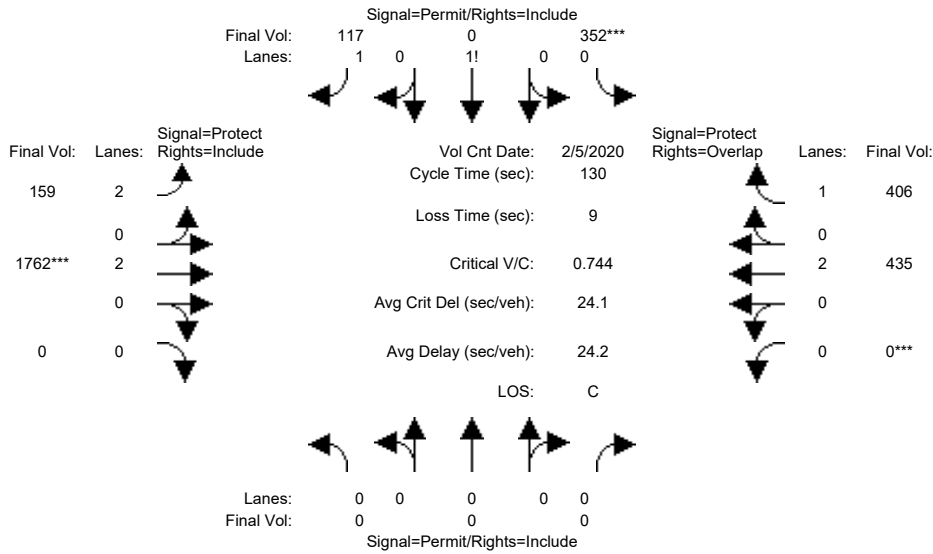 Signal=Permit/Rights=Include
Final Vol: 117 0 352***
Lanes: 1 0 1! 0 0
Signal=Protect Signal=Protect
Final Vol: Lanes: Rights=Include Vol Cnt Date: 2/5/2020 Rights=Overlap Lanes: Final Vol:
Cycle Time (sec): 130
159 2 1 406
Loss Time (sec): 9
0 0
1762*** 2 Critical V/C: 0.744 2 435
0 Avg Crit Del (sec/veh): 24.1 0
0 0 Avg Delay (sec/veh): 24.2 0 0***
LOS: C
Lanes: 0 0 0 0 0
Final Vol: 0 0 0
Signal=Permit/Rights=Include